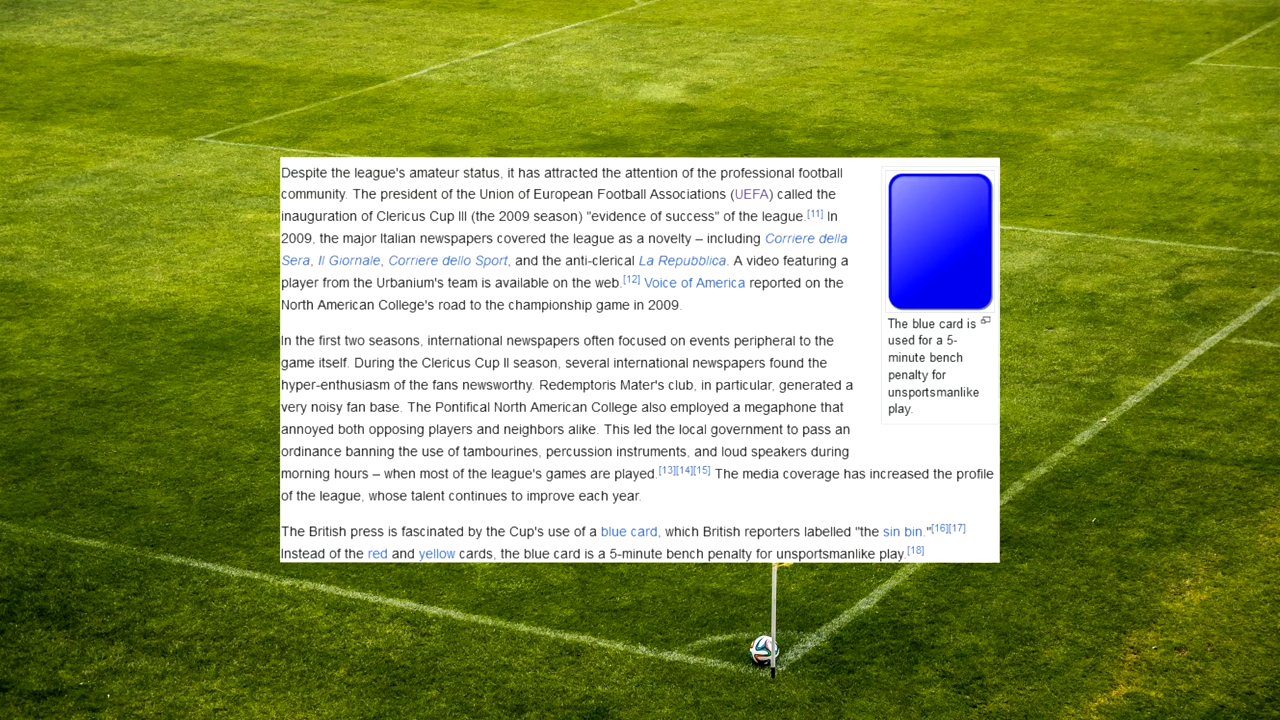 Despite the league's amateur status, it has attracted the attention of the professional football
community. The president of the Union of European Football Associations (UEFA) called the
inauguration of Clericus Cup III (the 2009 season) "evidence of success" of the league.[11] In
2009, the major Italian newspapers covered the league as a novelty – including Corriere della
Sera, Il Giornale, Corriere dello Sport, and the anti-clerical La Repubblica. A video featuring a
player from the Urbanium's team is available on the web.[12] Voice of America reported on the
North American College's road to the championship game in 2009.
In the first two seasons, international newspapers often focused on events peripheral to the
game itself. During the Clericus Cup II season, several international newspapers found the
hyper-enthusiasm of the fans newsworthy. Redemptoris Mater's club, in particular, generated a
very noisy fan base. The Pontifical North American College also employed a megaphone that
annoyed both opposing players and neighbors alike. This led the local government to pass an
ordinance banning the use of tambourines, percussion instruments, and loud speakers during
morning hours – when most of the league's games are played.[13][14][15] The media coverage has increased the profile
of the league, whose talent continues to improve each year.
The British press is fascinated by the Cup's use of a blue card, which British reporters labelled "the sin bin."[16][17]
Instead of the red and yellow cards, the blue card is a 5-minute bench penalty for unsportsmanlike play.[18]
The blue card is
used for a 5-
minute bench
penalty for
unsportsmanlike
play.